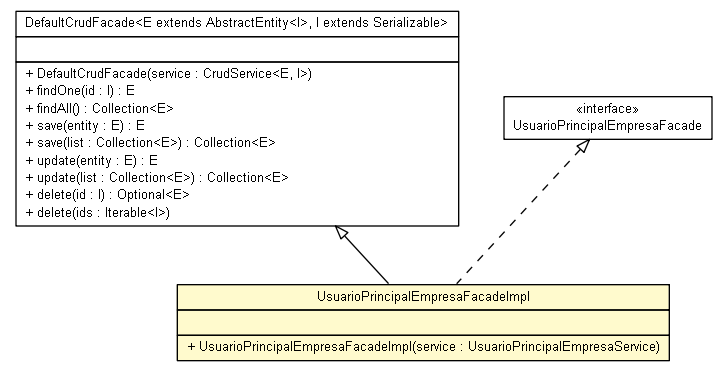 DefaultCrudFacade<E extends AbstractEntity<I>, I extends Serializable>
+ DefaultCrudFacade(service : CrudService<E, I>)
+ findOne(id : I) : E
+ findAll() : Collection<E>
+ save(entity : E) : E
+ save(list : Collection<E>) : Collection<E>
+ update(entity : E) : E
+ update(list : Collection<E>) : Collection<E>
+ delete(id : I) : Optional<E>
+ delete(ids : Iterable<I>)
«interface»
UsuarioPrincipalEmpresaFacade
UsuarioPrincipalEmpresaFacadeImpl
+ UsuarioPrincipalEmpresaFacadeImpl(service : UsuarioPrincipalEmpresaService)